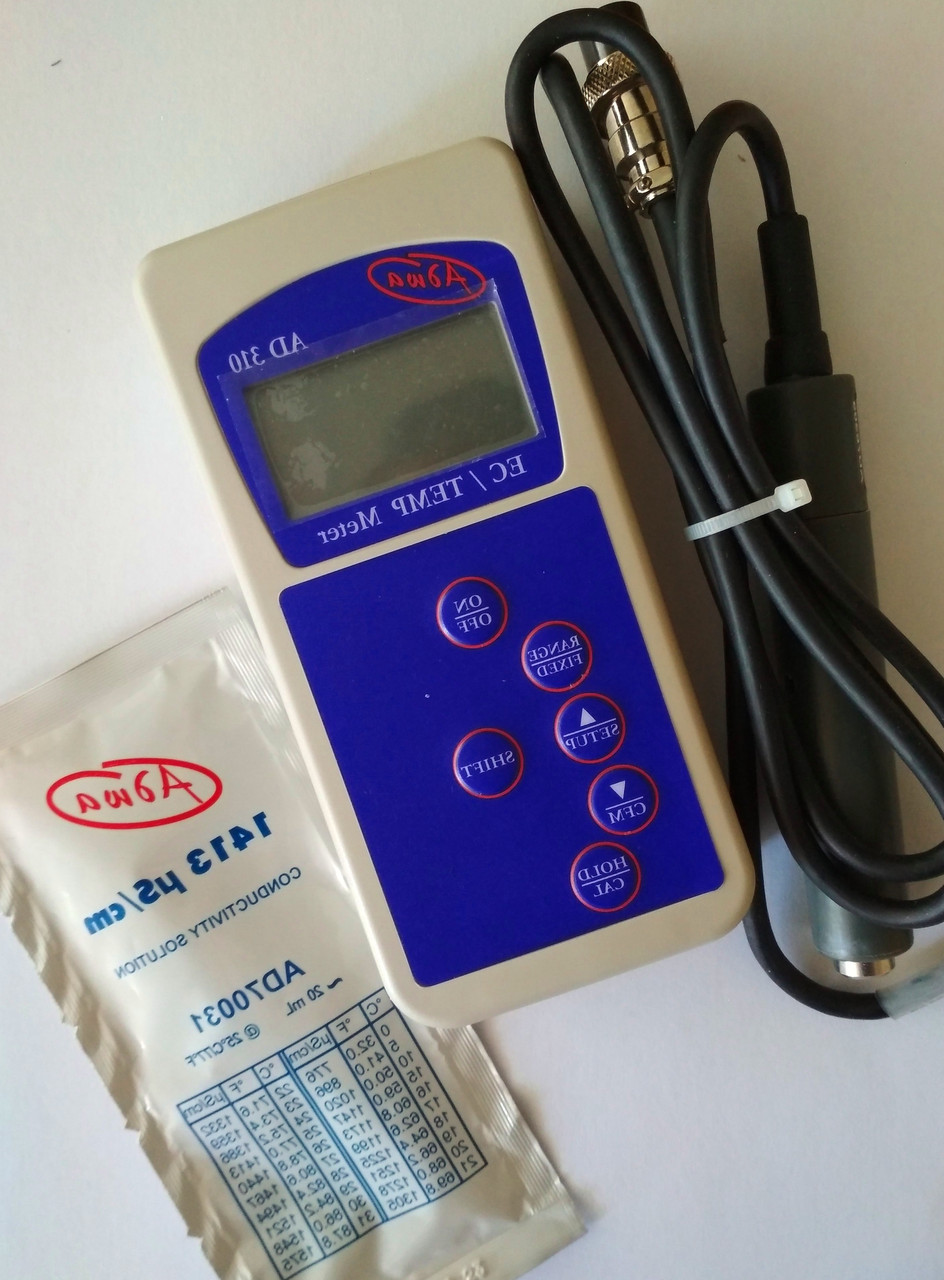 Adwa
AD 310
EC / TEMP Meter
ON
OFF
RANGE
FIXED
▲
SETUP
SHIFT
▼
CFM
HOLD
CAL
Adwa
1413 µS/cm
CONDUCTIVITY SOLUTION
AD70031
~ 20 mL
@ 25°C/77°F
°C °F µS/cm °C °F µS/cm
0 32.0 776 22 71.6 1332
5 41.0 896 23 73.4 1359
10 50.0 1020 24 75.2 1386
15 59.0 1147 25 77.0 1413
16 60.8 1173 26 78.8 1440
17 62.6 1199 27 80.6 1467
18 64.4 1225 28 82.4 1494
19 66.2 1251 29 84.2 1521
20 68.0 1278 30 86.0 1548
21 69.8 1305 31 87.8 1575